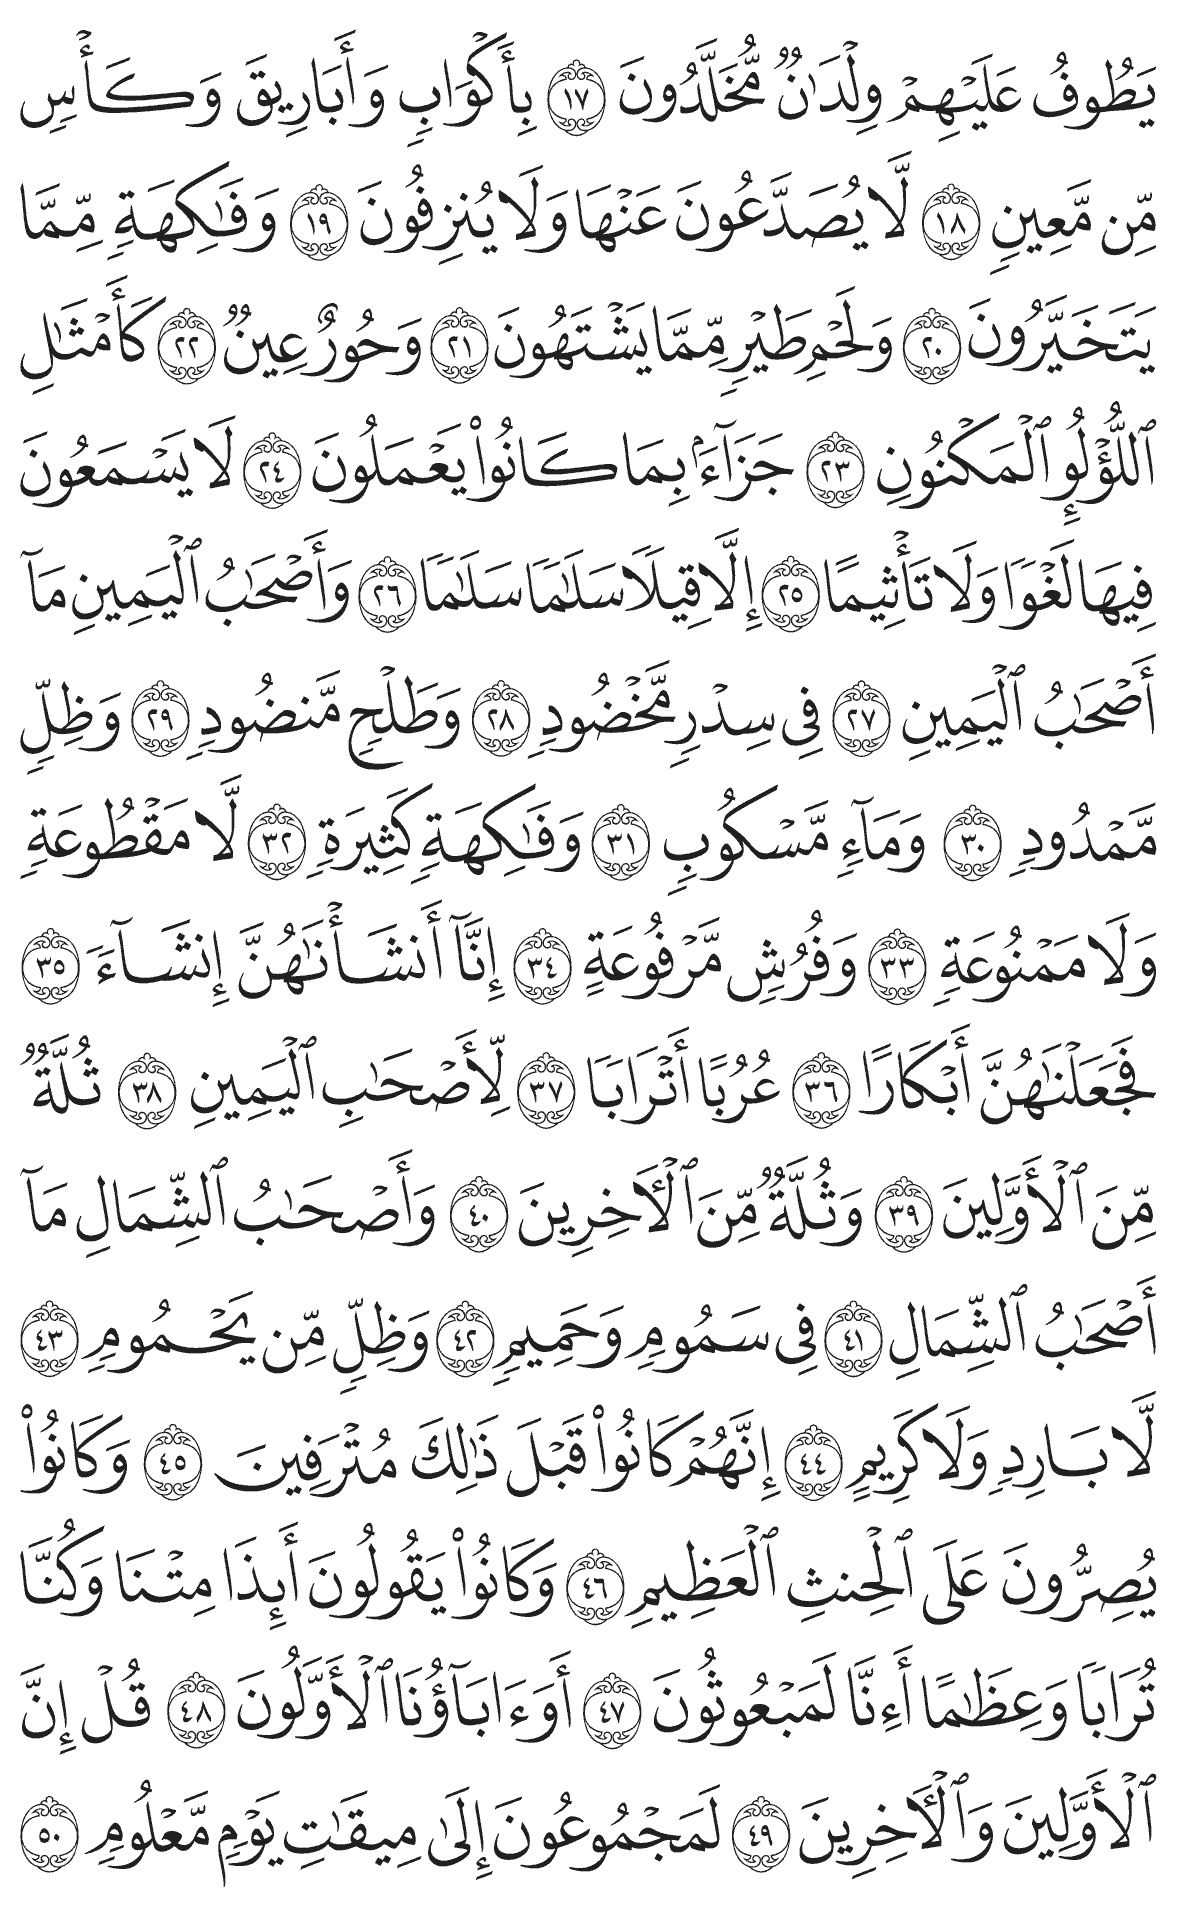 يَطُوفُ عَلَيْهِمْ وِلْدَٰنٌ مُّخَلَّدُونَ ١٧ بِأَكْوَابٍ وَأَبَارِيقَ وَكَأْسٍ
مِّن مَّعِينٍ ١٨ لَّا يُصَدَّعُونَ عَنْهَا وَلَا يُنزِفُونَ ١٩ وَفَٰكِهَةٍ مِّمَّا
يَتَخَيَّرُونَ ٢٠ وَلَحْمِ طَيْرٍ مِّمَّا يَشْتَهُونَ ٢١ وَحُورٌ عِينٌ ٢٢ كَأَمْثَٰلِ
ٱللُّؤْلُؤِ ٱلْمَكْنُونِ ٢٣ جَزَآءًۢ بِمَا كَانُوا۟ يَعْمَلُونَ ٢٤ لَا يَسْمَعُونَ
فِيهَا لَغْوًا وَلَا تَأْثِيمًا ٢٥ إِلَّا قِيلًا سَلَٰمًا سَلَٰمًا ٢٦ وَأَصْحَٰبُ ٱلْيَمِينِ مَآ
أَصْحَٰبُ ٱلْيَمِينِ ٢٧ فِى سِدْرٍ مَّخْضُودٍ ٢٨ وَطَلْحٍ مَّنضُودٍ ٢٩ وَظِلٍّ
مَّمْدُودٍ ٣٠ وَمَآءٍ مَّسْكُوبٍ ٣١ وَفَٰكِهَةٍ كَثِيرَةٍ ٣٢ لَّا مَقْطُوعَةٍ
وَلَا مَمْنُوعَةٍ ٣٣ وَفُرُشٍ مَّرْفُوعَةٍ ٣٤ إِنَّآ أَنشَأْنَٰهُنَّ إِنشَآءً ٣٥
فَجَعَلْنَٰهُنَّ أَبْكَارًا ٣٦ عُرُبًا أَتْرَابًا ٣٧ لِّأَصْحَٰبِ ٱلْيَمِينِ ٣٨ ثُلَّةٌ
مِّنَ ٱلْأَوَّلِينَ ٣٩ وَثُلَّةٌ مِّنَ ٱلْءَاخِرِينَ ٤٠ وَأَصْحَٰبُ ٱلشِّمَالِ مَآ
أَصْحَٰبُ ٱلشِّمَالِ ٤١ فِى سَمُومٍ وَحَمِيمٍ ٤٢ وَظِلٍّ مِّن يَحْمُومٍ ٤٣
لَّا بَارِدٍ وَلَا كَرِيمٍ ٤٤ إِنَّهُمْ كَانُوا۟ قَبْلَ ذَٰلِكَ مُتْرَفِينَ ٤٥ وَكَانُوا۟
يُصِرُّونَ عَلَى ٱلْحِنثِ ٱلْعَظِيمِ ٤٦ وَكَانُوا۟ يَقُولُونَ أَئِذَا مِتْنَا وَكُنَّا
تُرَابًا وَعِظَٰمًا أَءِنَّا لَمَبْعُوثُونَ ٤٧ أَوَءَابَآؤُنَا ٱلْأَوَّلُونَ ٤٨ قُلْ إِنَّ
ٱلْأَوَّلِينَ وَٱلْءَاخِرِينَ ٤٩ لَمَجْمُوعُونَ إِلَىٰ مِيقَٰتِ يَوْمٍ مَّعْلُومٍ ٥٠